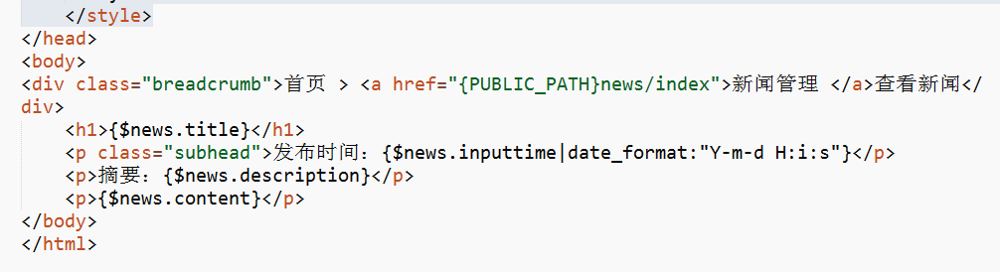 </style>
</head>
<body>
<div class="breadcrumb">首页 > <a href="{PUBLIC_PATH}news/index">新闻管理 </a>查看新闻</
div>
<h1>{$news.title}</h1>
<p class="subhead">发布时间：{$news.inputtime|date_format:"Y-m-d H:i:s"}</p>
<p>摘要：{$news.description}</p>
<p>{$news.content}</p>
</body>
</html>